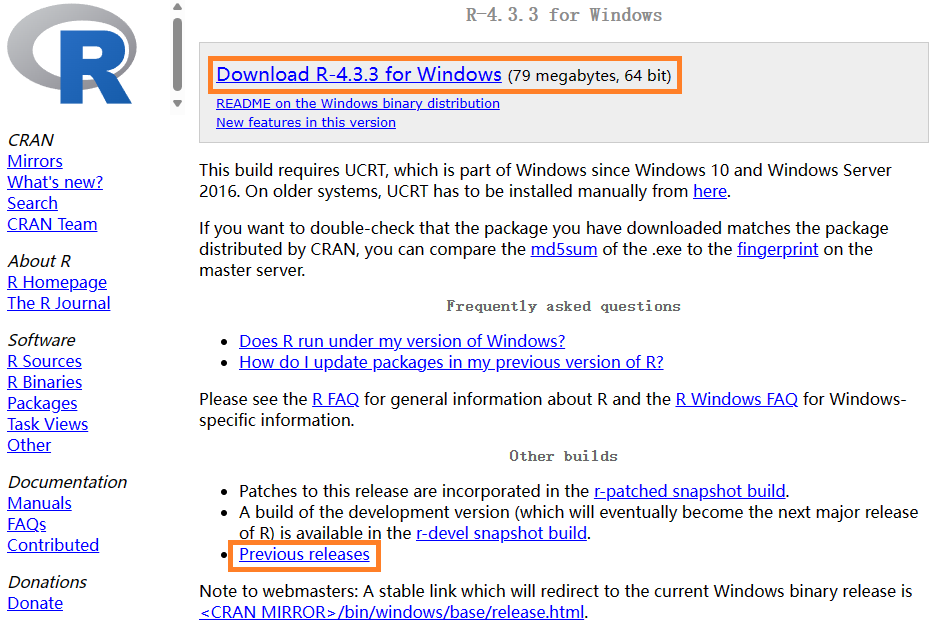 R
CRAN
Mirrors
What's new?
Search
CRAN Team
About R
R Homepage
The R Journal
Software
R Sources
R Binaries
Packages
Task Views
Other
Documentation
Manuals
FAQs
Contributed
Donations
Donate
R-4.3.3 for Windows
Download R-4.3.3 for Windows (79 megabytes, 64 bit)
README on the Windows binary distribution
New features in this version
This build requires UCRT, which is part of Windows since Windows 10 and Windows Server
2016. On older systems, UCRT has to be installed manually from here.
If you want to double-check that the package you have downloaded matches the package
distributed by CRAN, you can compare the md5sum of the .exe to the fingerprint on the
master server.
Frequently asked questions
• Does R run under my version of Windows?
• How do I update packages in my previous version of R?
Please see the R FAQ for general information about R and the R Windows FAQ for Windows-
specific information.
Other builds
• Patches to this release are incorporated in the r-patched snapshot build.
• A build of the development version (which will eventually become the next major release
of R) is available in the r-devel snapshot build.
• Previous releases
Note to webmasters: A stable link which will redirect to the current Windows binary release is
<CRAN MIRROR>/bin/windows/base/release.html.